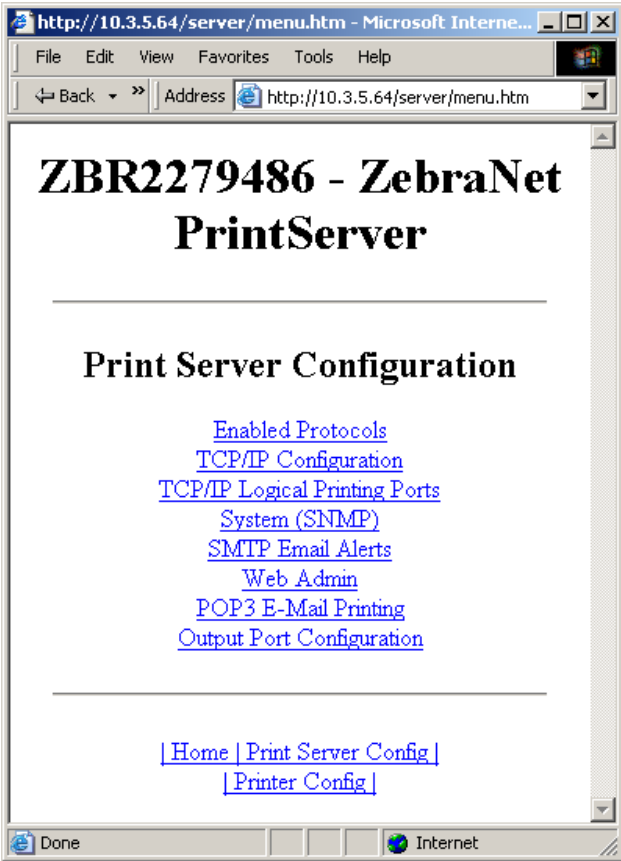 http://10.3.5.64/server/menu.htm - Microsoft Interne...
File Edit View Favorites Tools Help
Back » Address http://10.3.5.64/server/menu.htm
ZBR2279486 - ZebraNet
PrintServer
Print Server Configuration
Enabled Protocols
TCP/IP Configuration
TCP/IP Logical Printing Ports
System (SNMP)
SMTP Email Alerts
Web Admin
POP3 E-Mail Printing
Output Port Configuration
| Home | Print Server Config |
| Printer Config |
Done Internet